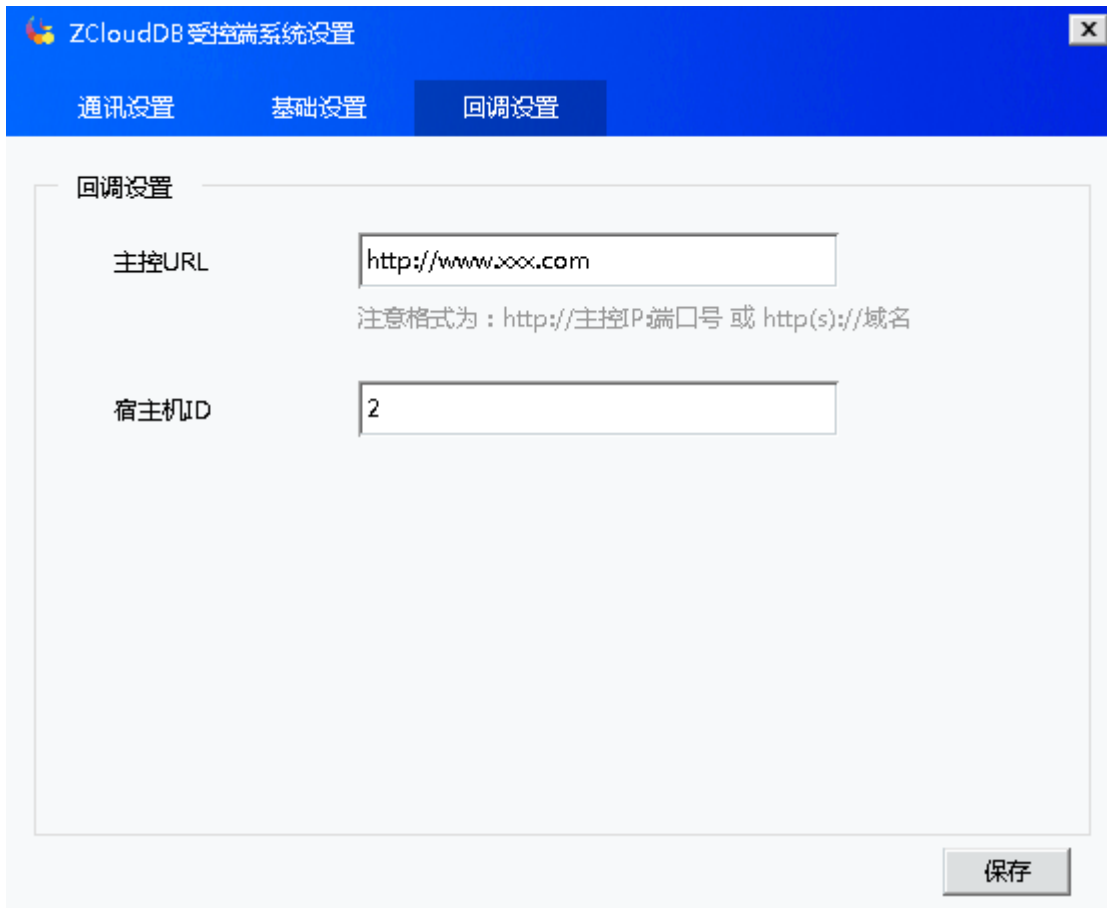 ZCloudDB受控端系统设置
通讯设置 基础设置 回调设置
回调设置
主控URL http://www.xxx.com
注意格式为：http://主控IP:端口号 或 http(s)://域名
宿主机ID 2
保存